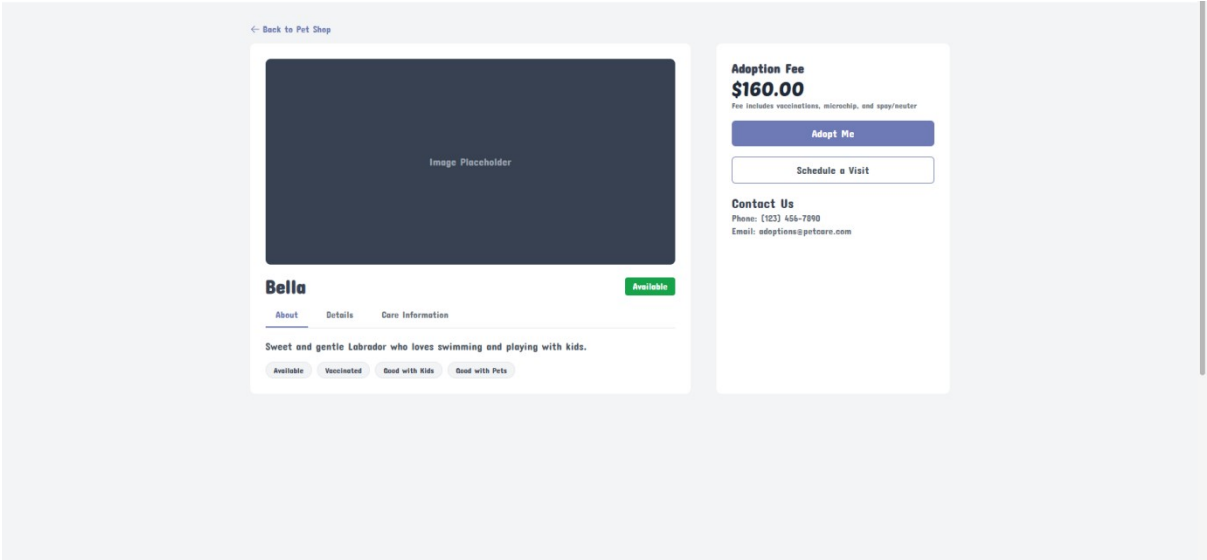 ← Back to Pet Shop
Image Placeholder
Bella
Available
About Details Care Information
Sweet and gentle Labrador who loves swimming and playing with kids.
Available Vaccinated Good with Kids Good with Pets
Adoption Fee
$160.00
Fee includes vaccinations, microchip, and spay/neuter
Adopt Me
Schedule a Visit
Contact Us
Phone: (123) 456-7890
Email: adoptions@petcare.com